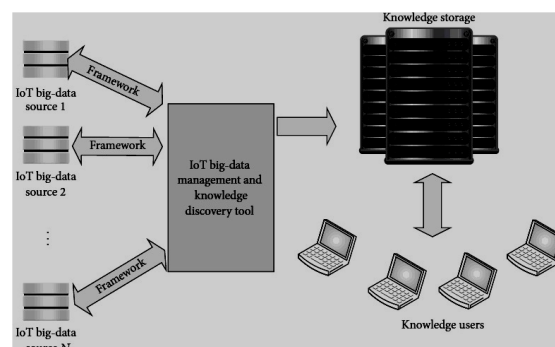 Knowledge storage
Framework
IoT big-data
source 1
Framework
IoT big-data
source 2
IoT big-data
management and
knowledge
discovery tool
⋮
Framework
IoT big-data
source N
Knowledge users